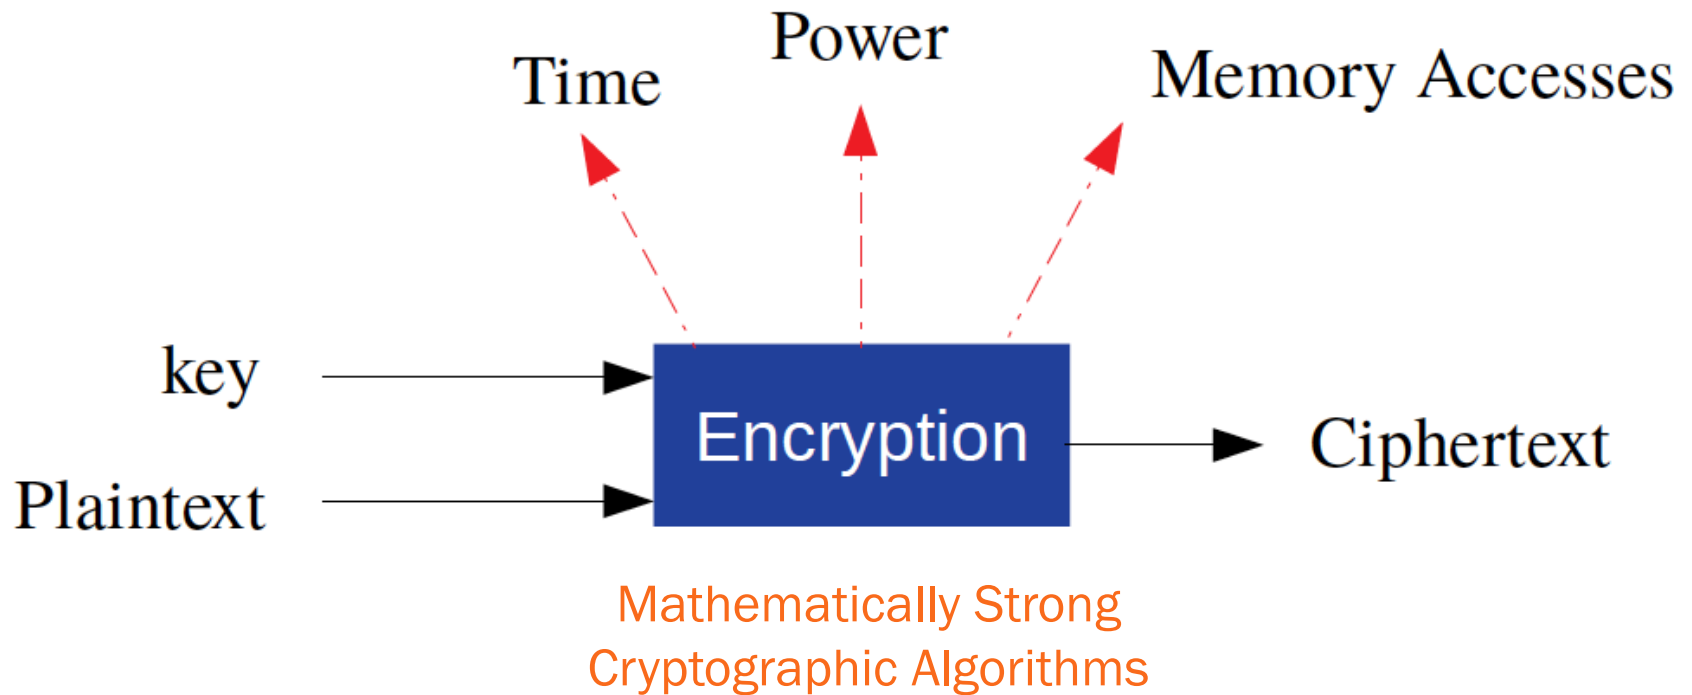 Power
Time
Memory Accesses
key
Encryption
Ciphertext
Plaintext
Mathematically Strong
Cryptographic Algorithms